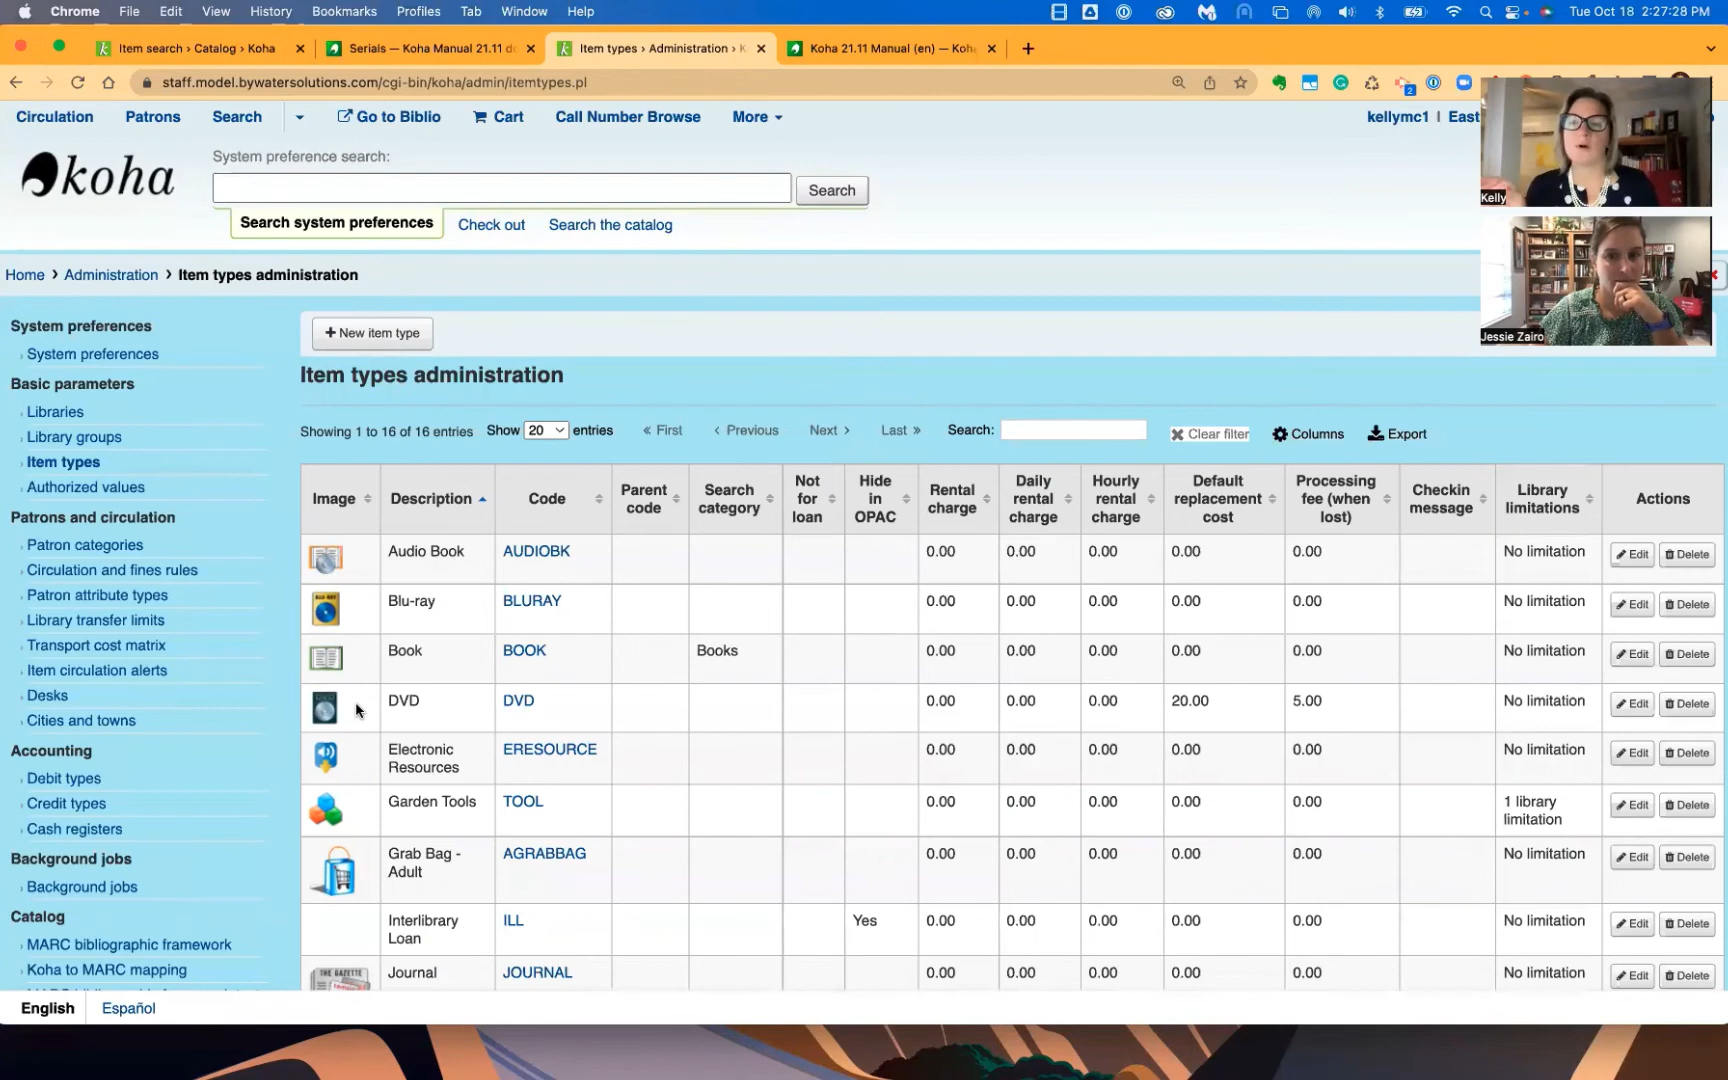 Chrome File Edit View History Bookmarks Profiles Tab Window Help Tue Oct 18 2:27:28 PM
Item search › Catalog › Koha
Serials — Koha Manual 21.11 do
Item types › Administration › K
Koha 21.11 Manual (en) — Koh
staff.model.bywatersolutions.com/cgi-bin/koha/admin/itemtypes.pl
2
Circulation Patrons Search Go to Biblio Cart Call Number Browse More kellymc1 | East
koha
System preference search:
Search
Search system preferences Check out Search the catalog
Kelly
Jessie Zairo
Home › Administration › Item types administration
System preferences
System preferences
Basic parameters
Libraries
Library groups
Item types
Authorized values
Patrons and circulation
Patron categories
Circulation and fines rules
Patron attribute types
Library transfer limits
Transport cost matrix
Item circulation alerts
Desks
Cities and towns
Accounting
Debit types
Credit types
Cash registers
Background jobs
Background jobs
Catalog
MARC bibliographic framework
Koha to MARC mapping
+ New item type
Item types administration
Showing 1 to 16 of 16 entries Show 20 entries « First ‹ Previous Next › Last » Search: Clear filter Columns Export
Image Description Code Parent code Search category Not for loan Hide in OPAC Rental charge Daily rental charge Hourly rental charge Default replacement cost Processing fee (when lost) Checkin message Library limitations Actions
Audio Book AUDIOBK 0.00 0.00 0.00 0.00 0.00 No limitation Edit Delete
BLU-RAY Blu-ray BLURAY 0.00 0.00 0.00 0.00 0.00 No limitation Edit Delete
Book BOOK Books 0.00 0.00 0.00 0.00 0.00 No limitation Edit Delete
DVD DVD DVD 0.00 0.00 0.00 20.00 5.00 No limitation Edit Delete
Electronic Resources ERESOURCE 0.00 0.00 0.00 0.00 0.00 No limitation Edit Delete
Garden Tools TOOL 0.00 0.00 0.00 0.00 0.00 1 library limitation Edit Delete
Grab Bag - Adult AGRABBAG 0.00 0.00 0.00 0.00 0.00 No limitation Edit Delete
Interlibrary Loan ILL Yes 0.00 0.00 0.00 0.00 0.00 No limitation Edit Delete
THE GAZETTE Journal JOURNAL 0.00 0.00 0.00 0.00 0.00 No limitation Edit Delete
English Español